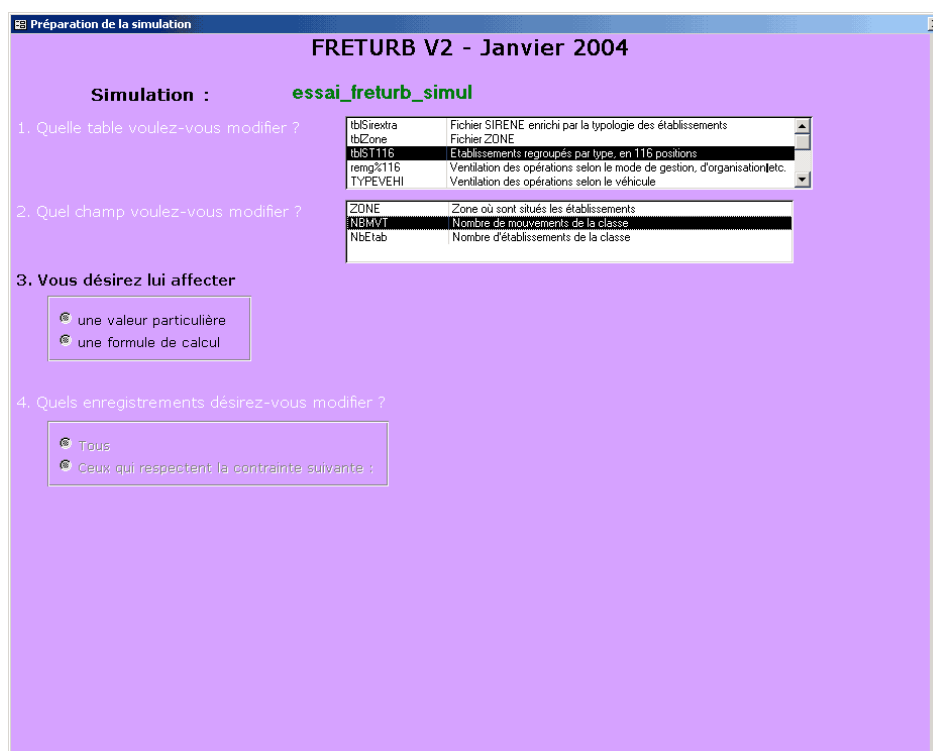 Préparation de la simulation
FRETURB V2 - Janvier 2004
Simulation : essai_freturb_simul
1. Quelle table voulez-vous modifier ?
tblSirextra Fichier SIRENE enrichi par la typologie des établissements
tblZone Fichier ZONE
tblST116 Etablissements regroupés par type, en 116 positions
remg%116 Ventilation des opérations selon le mode de gestion, d'organisation etc.
TYPEVEHI Ventilation des opérations selon le véhicule
2. Quel champ voulez-vous modifier ?
ZONE Zone où sont situés les établissements
NBMVT Nombre de mouvements de la classe
NbEtab Nombre d'établissements de la classe
3. Vous désirez lui affecter
une valeur particulière
une formule de calcul
4. Quels enregistrements désirez-vous modifier ?
Tous
Ceux qui respectent la contrainte suivante :